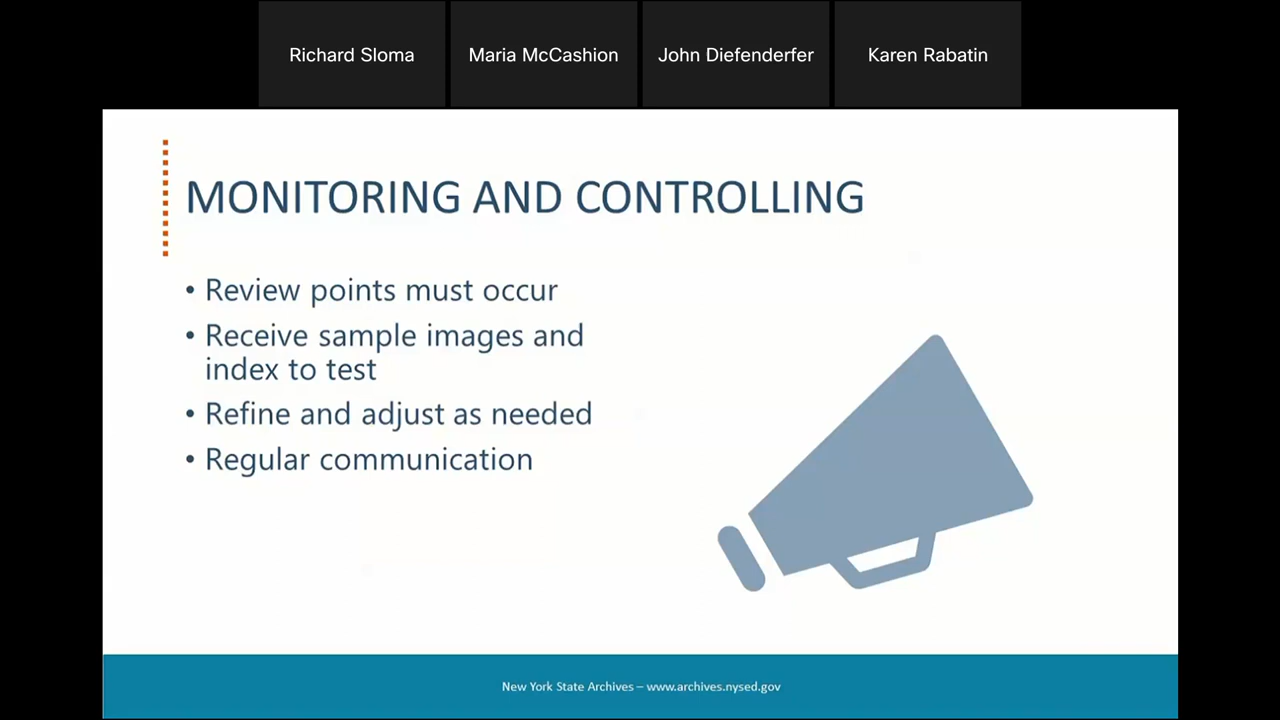 Richard Sloma
Maria McCashion
John Diefenderfer
Karen Rabatin
MONITORING AND CONTROLLING
• Review points must occur
• Receive sample images and
index to test
• Refine and adjust as needed
• Regular communication
New York State Archives – www.archives.nysed.gov